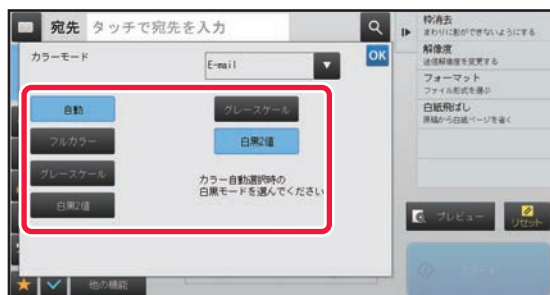 宛先 タッチで宛先を入力
カラーモード
E-mail
OK
自動
フルカラー
グレースケール
白黒2値
グレースケール
白黒2値
カラー自動選択時の
白黒モードを選んでください
枠消去
まわりに影ができないようにする
解像度
送信解像度を変更する
フォーマット
ファイル形式を選ぶ
白紙飛ばし
原稿から白紙ページを省く
プレビュー
リセット
他の機能
スタート